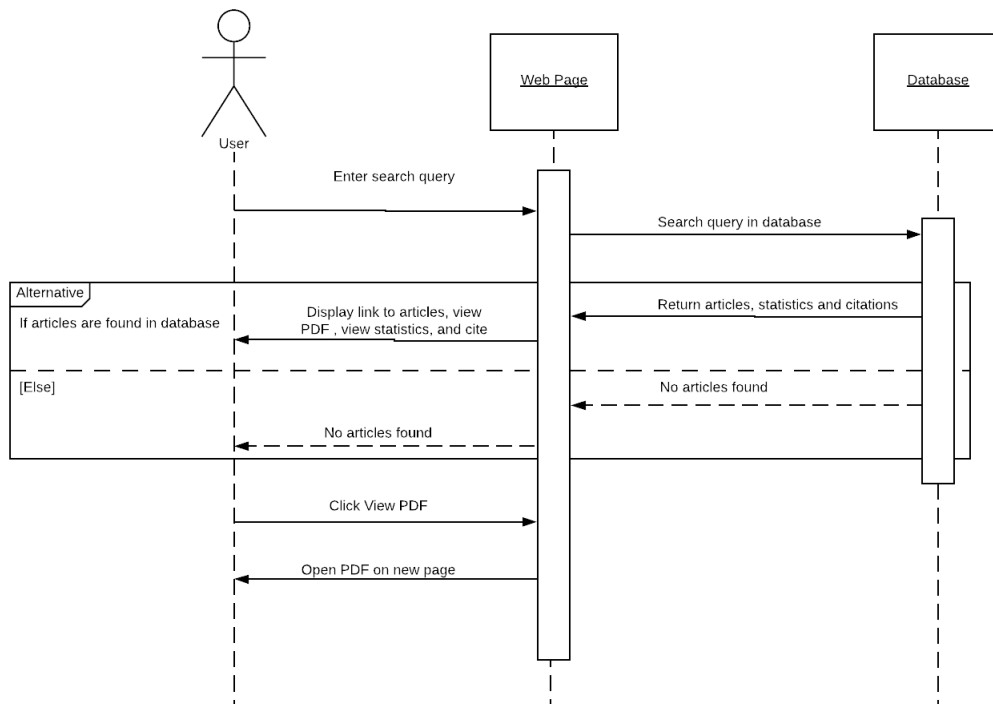 Web Page
Database
User
Enter search query
Search query in database
Alternative
If articles are found in database
Display link to articles, view
PDF , view statistics, and cite
Return articles, statistics and citations
[Else]
No articles found
No articles found
Click View PDF
Open PDF on new page